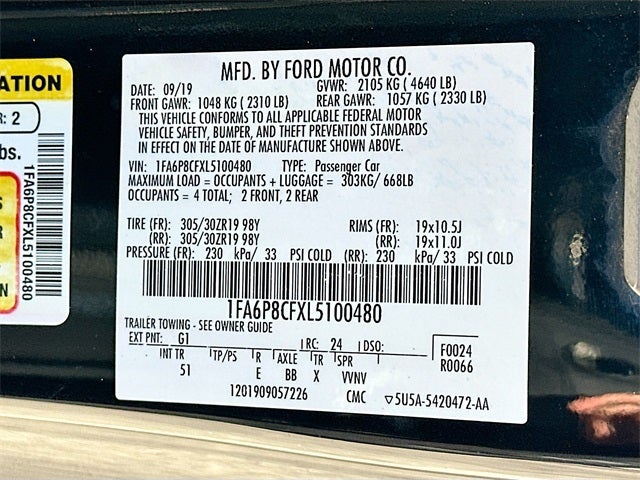 ATION
R: 2
bs.
1FA6P8CFXL5100480
MFD. BY FORD MOTOR CO.
DATE: 09/19 GVWR: 2105 KG ( 4640 LB)
FRONT GAWR: 1048 KG ( 2310 LB) REAR GAWR: 1057 KG ( 2330 LB)
THIS VEHICLE CONFORMS TO ALL APPLICABLE FEDERAL MOTOR
VEHICLE SAFETY, BUMPER, AND THEFT PREVENTION STANDARDS
IN EFFECT ON THE DATE OF MANUFACTURE SHOWN ABOVE.
VIN: 1FA6P8CFXL5100480 TYPE: Passenger Car
MAXIMUM LOAD = OCCUPANTS + LUGGAGE = 303KG/ 668LB
OCCUPANTS = 4 TOTAL; 2 FRONT, 2 REAR
TIRE (FR): 305/30ZR19 98Y RIMS (FR): 19x10.5J
(RR): 305/30ZR19 98Y (RR): 19x11.0J
PRESSURE (FR): 230 kPa/ 33 PSI COLD (RR): 230 kPa/ 33 PSI COLD
1FA6P8CFXL5100480
TRAILER TOWING - SEE OWNER GUIDE
EXT PNT: G1 RC: 24 DSO:
INT TR TP/PS R AXLE TR SPR
51 E BB X VVNV
F0024
R0066
1201909057226 CMC ▽5U5A-5420472-AA